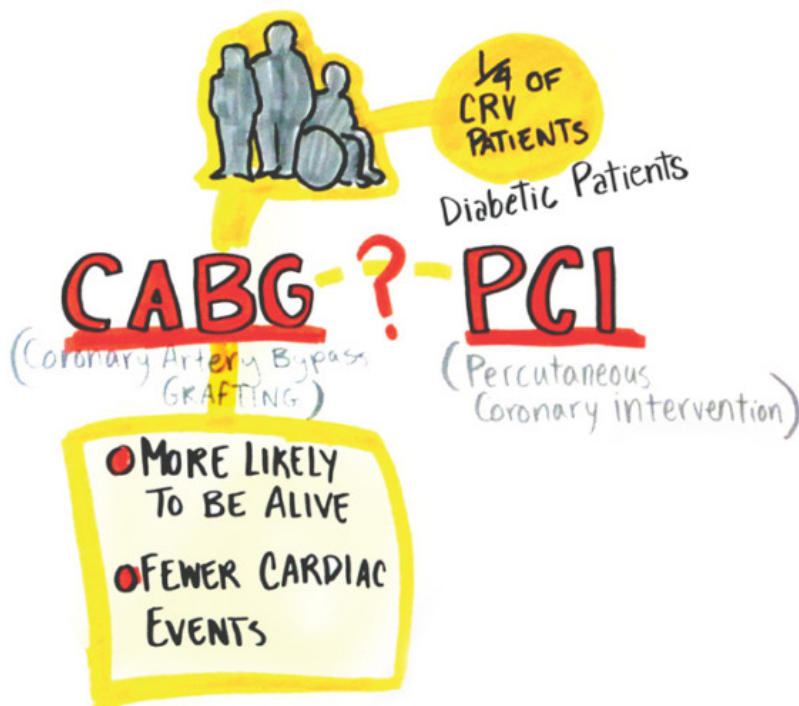 1/4 OF
CRV
PATIENTS
Diabetic Patients
CABG ? PCI
(Coronary Artery Bypass
GRAFTING)
(Percutaneous
Coronary intervention)
MORE LIKELY
TO BE ALIVE
FEWER CARDIAC
EVENTS